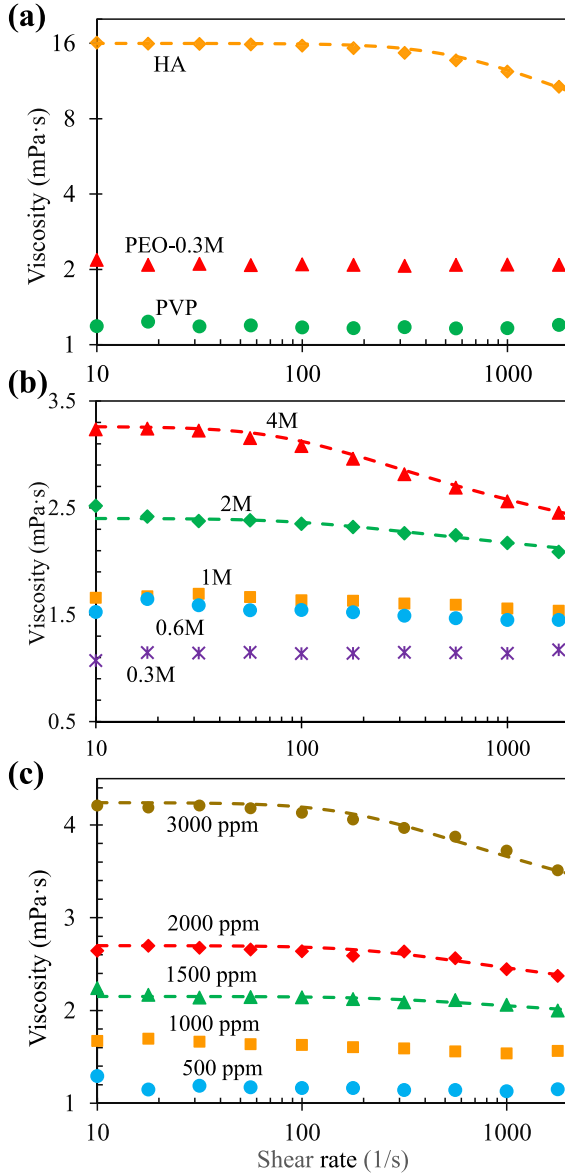 (a)
16
HA
8
Viscosity (mPa·s)
4
PEO-0.3M
2
PVP
1
10 100 1000
(b)
3.5
4M
2.5
2M
Viscosity (mPa·s)
1M
1.5
0.6M
0.3M
0.5
10 100 1000
(c)
4
3000 ppm
Viscosity (mPa·s)
3
2000 ppm
1500 ppm
2
1000 ppm
500 ppm
1
10 100 1000
Shear rate (1/s)